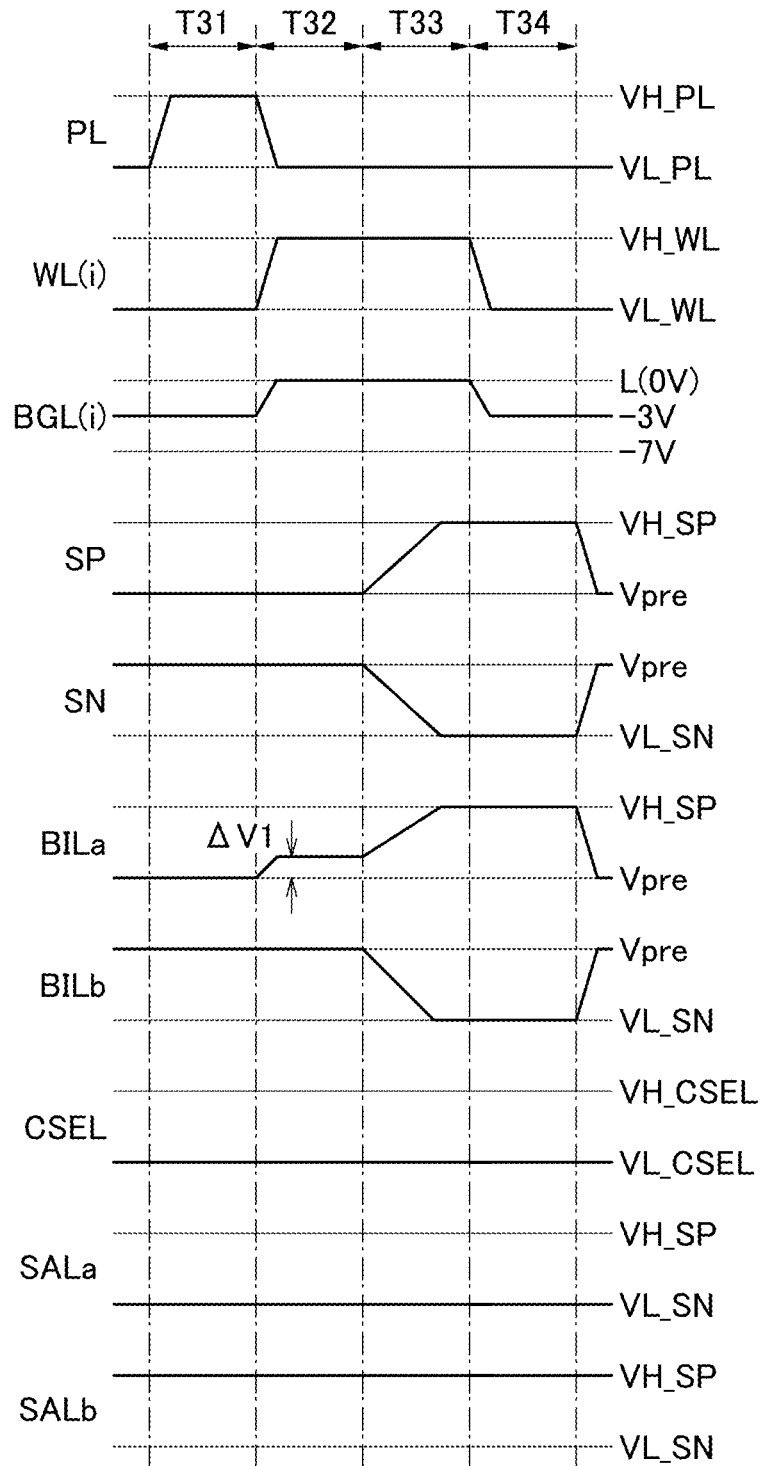 T31 T32 T33 T34
PL
VH_PL
VL_PL
WL(i)
VH_WL
VL_WL
BGL(i)
L(0V)
-3V
-7V
SP
VH_SP
Vpre
SN
Vpre
VL_SN
BILa
ΔV1
VH_SP
Vpre
BILb
Vpre
VL_SN
CSEL
VH_CSEL
VL_CSEL
SALa
VH_SP
VL_SN
SALb
VH_SP
VL_SN